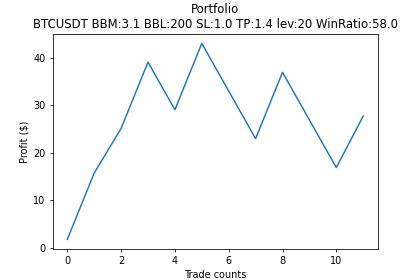 Portfolio
BTCUSDT BBM:3.1 BBL:200 SL:1.0 TP:1.4 lev:20 WinRatio:58.0
Profit ($)
40
30
20
10
0
0 2 4 6 8 10
Trade counts